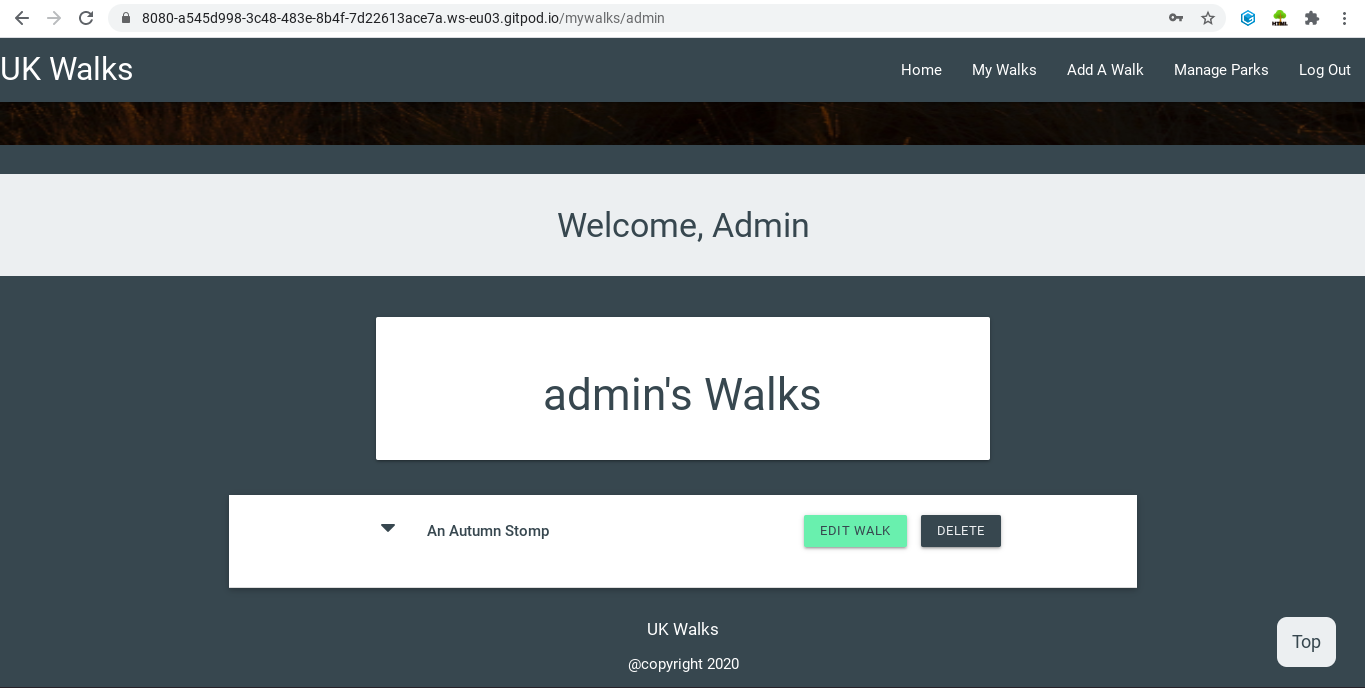 8080-a545d998-3c48-483e-8b4f-7d22613ace7a.ws-eu03.gitpod.io/mywalks/admin
HTML
UK Walks
Home My Walks Add A Walk Manage Parks Log Out
Welcome, Admin
admin's Walks
An Autumn Stomp EDIT WALK DELETE
UK Walks
Top
@copyright 2020